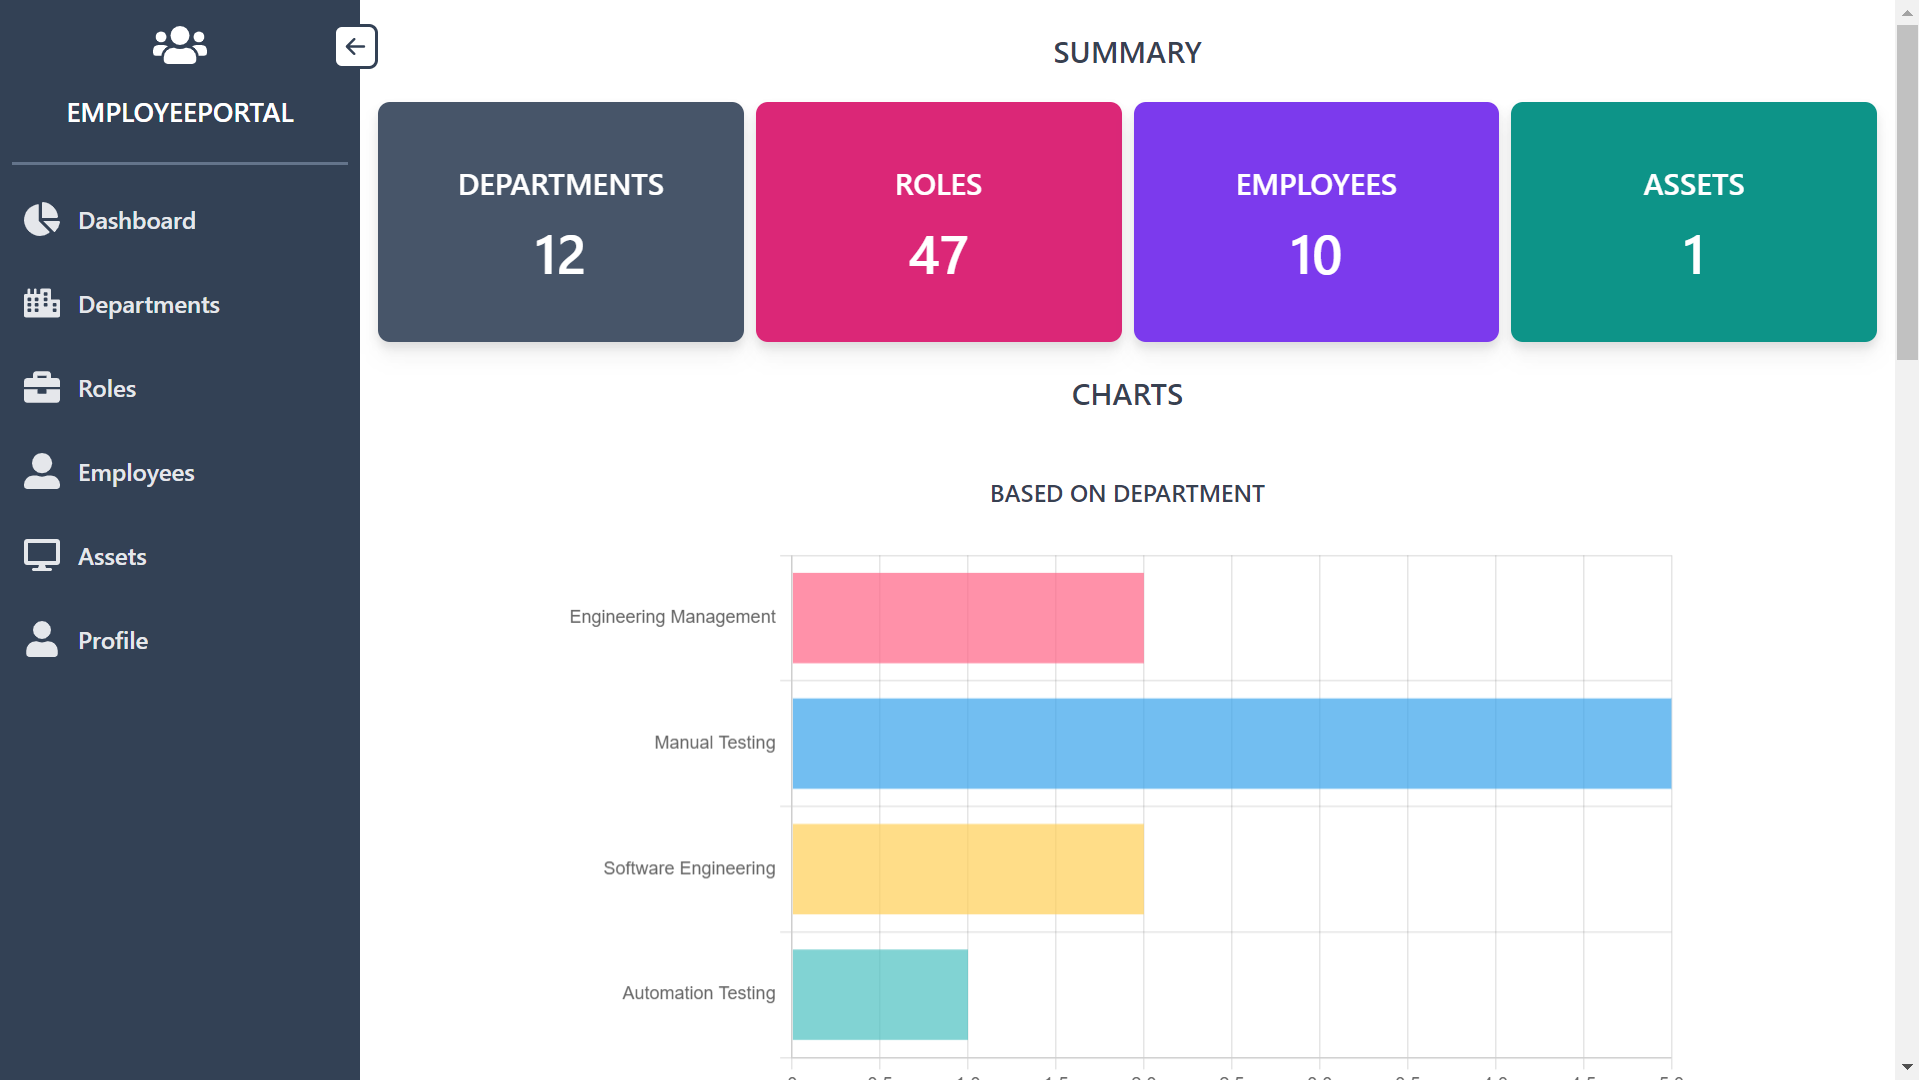 EMPLOYEEPORTAL
Dashboard
Departments
Roles
Employees
Assets
Profile
SUMMARY
DEPARTMENTS
12
ROLES
47
EMPLOYEES
10
ASSETS
1
CHARTS
BASED ON DEPARTMENT
Engineering Management
Manual Testing
Software Engineering
Automation Testing